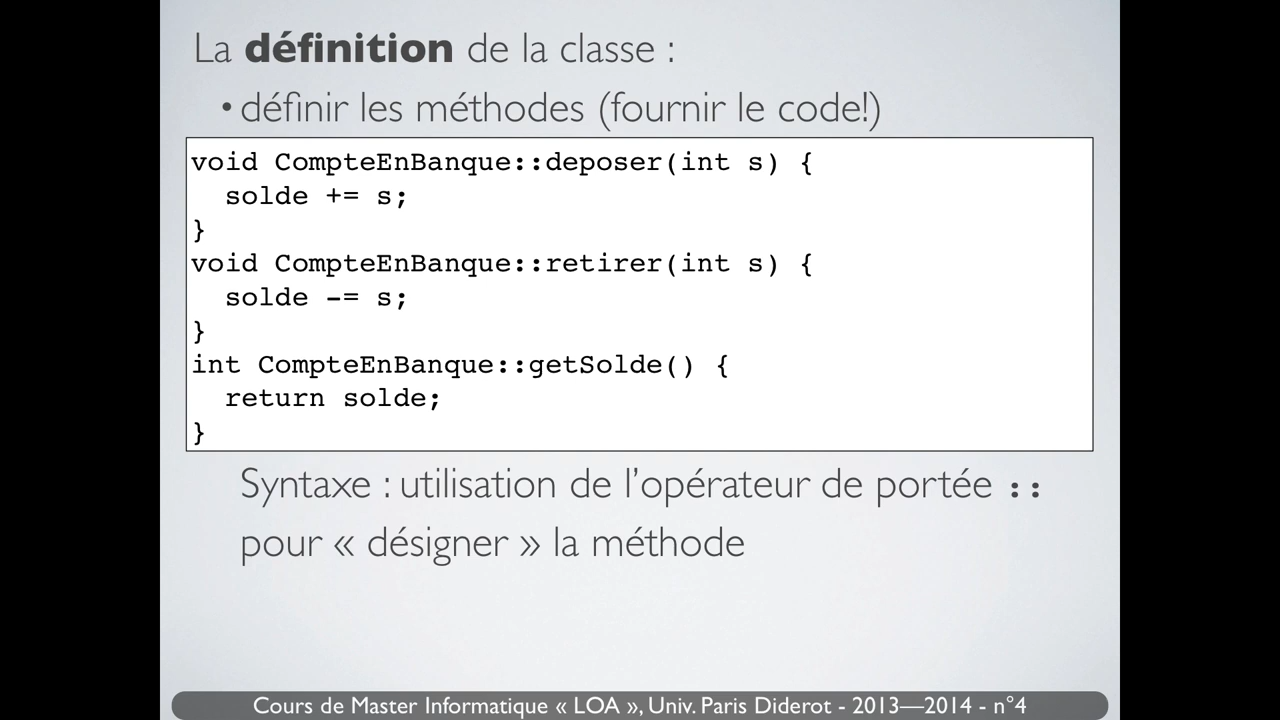 La définition de la classe :
• définir les méthodes (fournir le code!)
void CompteEnBanque::deposer(int s) {
  solde += s;
}
void CompteEnBanque::retirer(int s) {
  solde -= s;
}
int CompteEnBanque::getSolde() {
  return solde;
}
Syntaxe : utilisation de l’opérateur de portée ::
pour « désigner » la méthode
Cours de Master Informatique « LOA », Univ. Paris Diderot - 2013—2014 - n°4